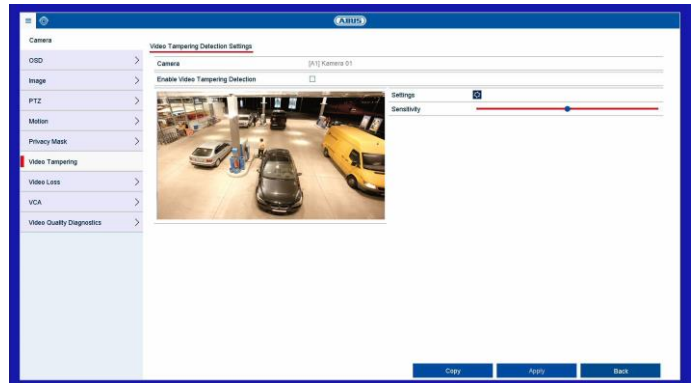 ABUS
Camera
Video Tampering Detection Settings
OSD
Camera
[A1] Kamera 01
Image
Enable Video Tampering Detection
PTZ
Settings
Motion
Sensitivity
Privacy Mask
Video Tampering
Video Loss
VCA
Video Quality Diagnostics
Copy
Apply
Back